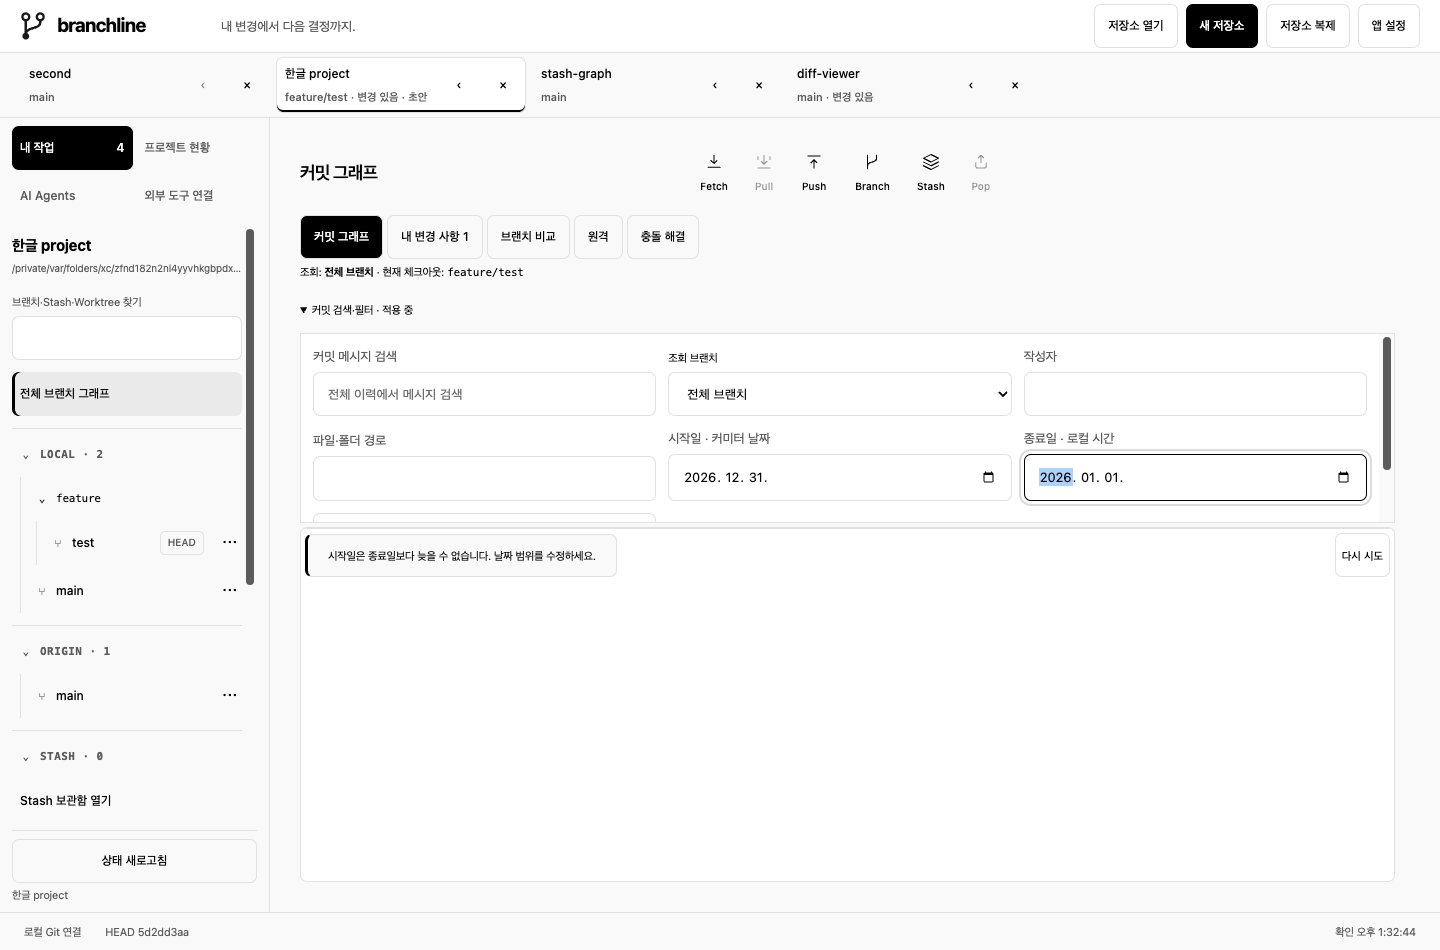 branchline
내 변경에서 다음 결정까지.
저장소 열기
새 저장소
저장소 복제
앱 설정
second
main
‹
×
한글 project
feature/test · 변경 있음 · 초안
‹
×
stash-graph
main
‹
×
diff-viewer
main · 변경 있음
‹
×
내 작업 4
프로젝트 현황
AI Agents
외부 도구 연결
한글 project
/private/var/folders/xc/zfnd182n2nl4yyvhkgbpdx...
브랜치·Stash·Worktree 찾기
전체 브랜치 그래프
LOCAL · 2
feature
test
HEAD
...
main
...
ORIGIN · 1
main
...
STASH · 0
Stash 보관함 열기
상태 새로고침
한글 project
커밋 그래프
Fetch
Pull
Push
Branch
Stash
Pop
커밋 그래프
내 변경 사항 1
브랜치 비교
원격
충돌 해결
조회: 전체 브랜치 · 현재 체크아웃: feature/test
▼ 커밋 검색·필터 · 적용 중
커밋 메시지 검색
전체 이력에서 메시지 검색
조회 브랜치
전체 브랜치
작성자
파일·폴더 경로
시작일 · 커미터 날짜
2026. 12. 31.
종료일 · 로컬 시간
2026. 01. 01.
시작일은 종료일보다 늦을 수 없습니다. 날짜 범위를 수정하세요.
다시 시도
로컬 Git 연결
HEAD 5d2dd3aa
확인 오후 1:32:44